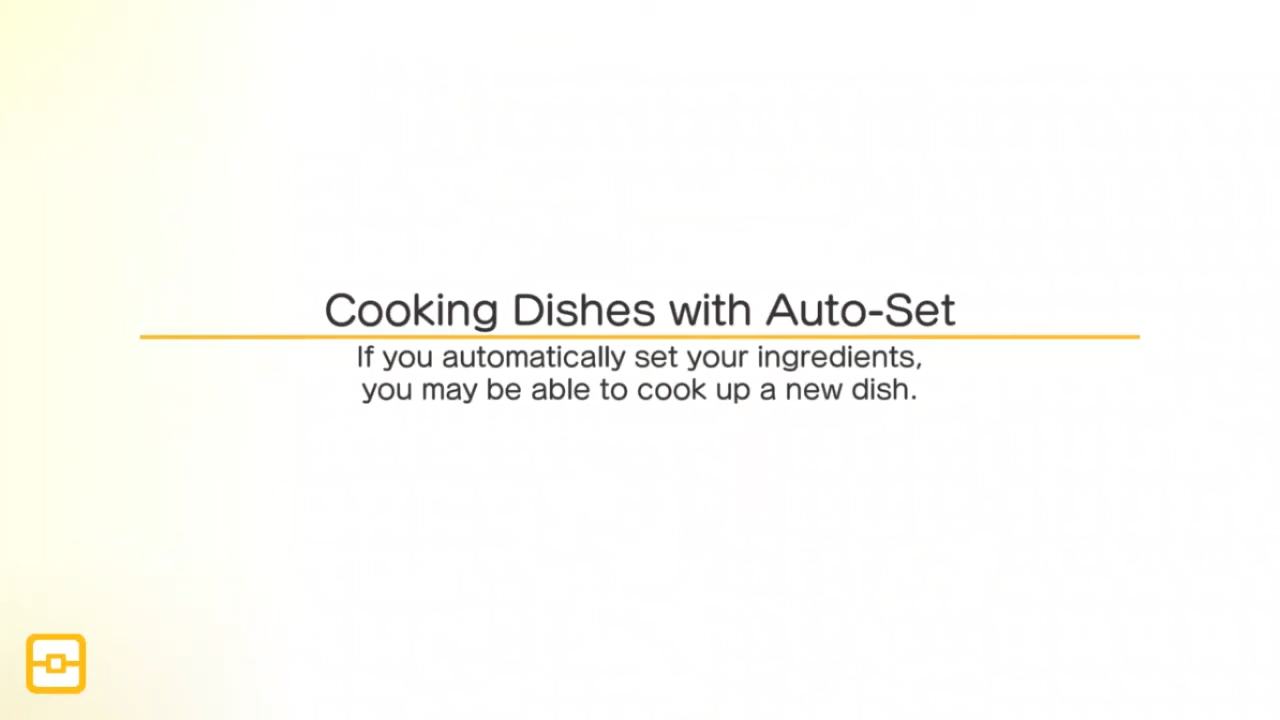 Cooking Dishes with Auto-Set
If you automatically set your ingredients,
you may be able to cook up a new dish.